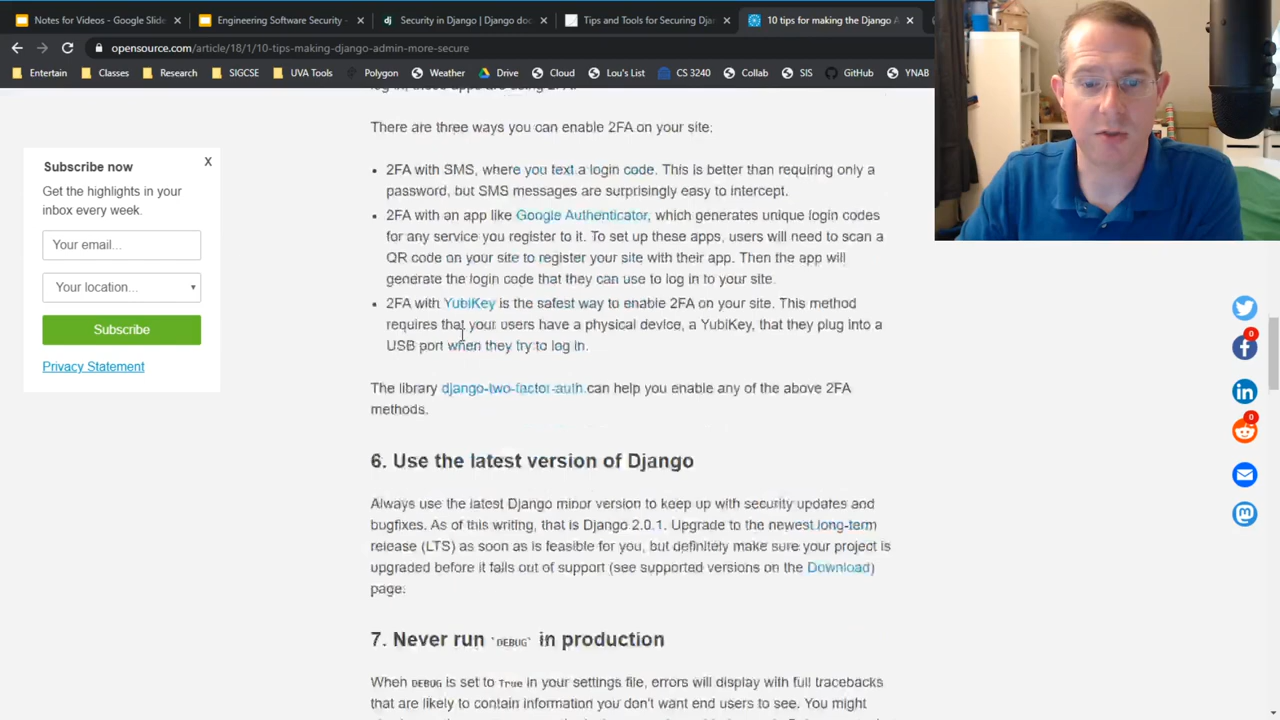 Notes for Videos - Google Slide
Engineering Software Security -
dj Security in Django | Django doc
Tips and Tools for Securing Dja
10 tips for making the Django A
opensource.com/article/18/1/10-tips-making-django-admin-more-secure
Entertain Classes Research SIGCSE UVA Tools Polygon Weather Drive Cloud Lou's List CS 3240 Collab SIS GitHub YNAB
There are three ways you can enable 2FA on your site:
• 2FA with SMS, where you text a login code. This is better than requiring only a
password, but SMS messages are surprisingly easy to intercept.
• 2FA with an app like Google Authenticator, which generates unique login codes
for any service you register to it. To set up these apps, users will need to scan a
QR code on your site to register your site with their app. Then the app will
generate the login code that they can use to log in to your site.
• 2FA with YubiKey is the safest way to enable 2FA on your site. This method
requires that your users have a physical device, a YubiKey, that they plug into a
USB port when they try to log in.
The library django-two-factor-auth can help you enable any of the above 2FA
methods.
6. Use the latest version of Django
Always use the latest Django minor version to keep up with security updates and
bugfixes. As of this writing, that is Django 2.0.1. Upgrade to the newest long-term
release (LTS) as soon as is feasible for you, but definitely make sure your project is
upgraded before it falls out of support (see supported versions on the Download)
page.
7. Never run `DEBUG` in production
When DEBUG is set to True in your settings file, errors will display with full tracebacks
that are likely to contain information you don't want end users to see. You might
Subscribe now X
Get the highlights in your
inbox every week.
Your email...
Your location...
Subscribe
Privacy Statement
0
0